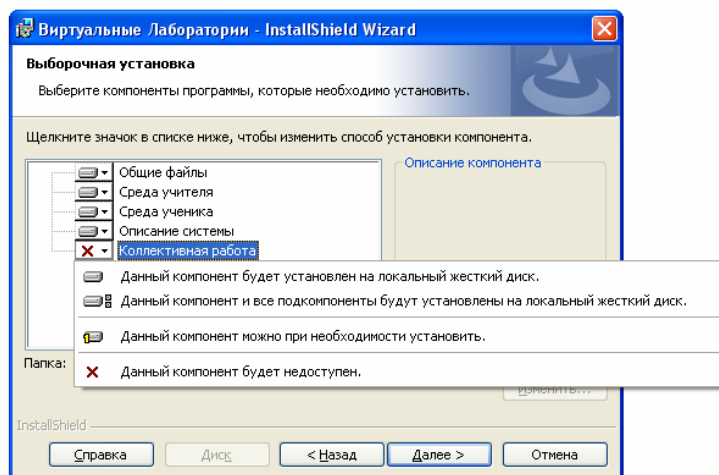 Виртуальные Лаборатории - InstallShield Wizard
Выборочная установка
Выберите компоненты программы, которые необходимо установить.
Щелкните значок в списке ниже, чтобы изменить способ установки компонента.
Общие файлы
Среда учителя
Среда ученика
Описание системы
Коллективная работа
Описание компонента
Данный компонент будет установлен на локальный жесткий диск.
Данный компонент и все подкомпоненты будут установлены на локальный жесткий диск.
Данный компонент можно при необходимости установить.
Данный компонент будет недоступен.
Папка:
Изменить...
InstallShield
Справка Диск < Назад Далее > Отмена